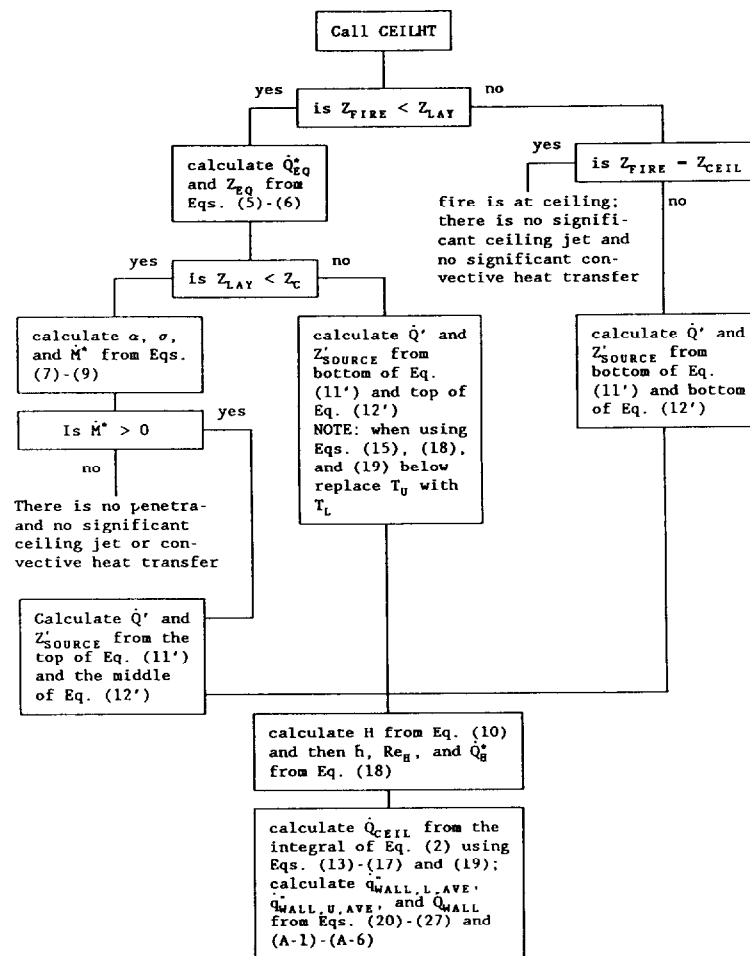 Call CEILHT
yes
no
is Z_FIRE < Z_LAY
yes
calculate Q̇*_EQ
and Z_EQ from
Eqs. (5)-(6)
is Z_FIRE = Z_CEIL
fire is at ceiling;
there is no signifi-
cant ceiling jet and
no significant con-
vective heat transfer
no
yes
no
is Z_LAY < Z_C
calculate α, σ,
and Ṁ* from Eqs.
(7)-(9)
calculate Q̇' and
Z'_SOURCE from
bottom of Eq.
(11') and top of
Eq. (12')
NOTE: when using
Eqs. (15), (18),
and (19) below
replace T_U with
T_L
calculate Q̇' and
Z'_SOURCE from
bottom of Eq.
(11') and bottom
of Eq. (12')
yes
Is Ṁ* > 0
no
There is no penetra-
and no significant
ceiling jet or con-
vective heat transfer
Calculate Q̇' and
Z'_SOURCE from the
top of Eq. (11')
and the middle
of Eq. (12')
calculate H from Eq. (10)
and then ħ, Re_H, and Q̇*_H
from Eq. (18)
calculate Q̇_CEIL from the
integral of Eq. (2) using
Eqs. (13)-(17) and (19);
calculate q̇"_WALL,L,AVE,
q̇"_WALL,U,AVE, and Q̇_WALL
from Eqs. (20)-(27) and
(A-1)-(A-6)